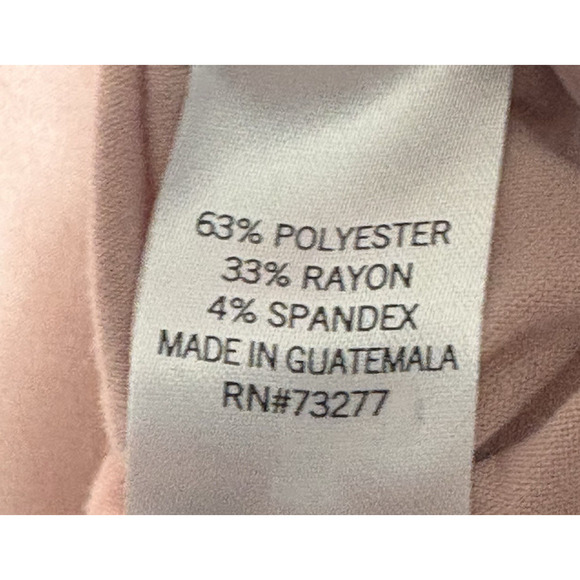 63% POLYESTER
33% RAYON
4% SPANDEX
MADE IN GUATEMALA
RN#73277